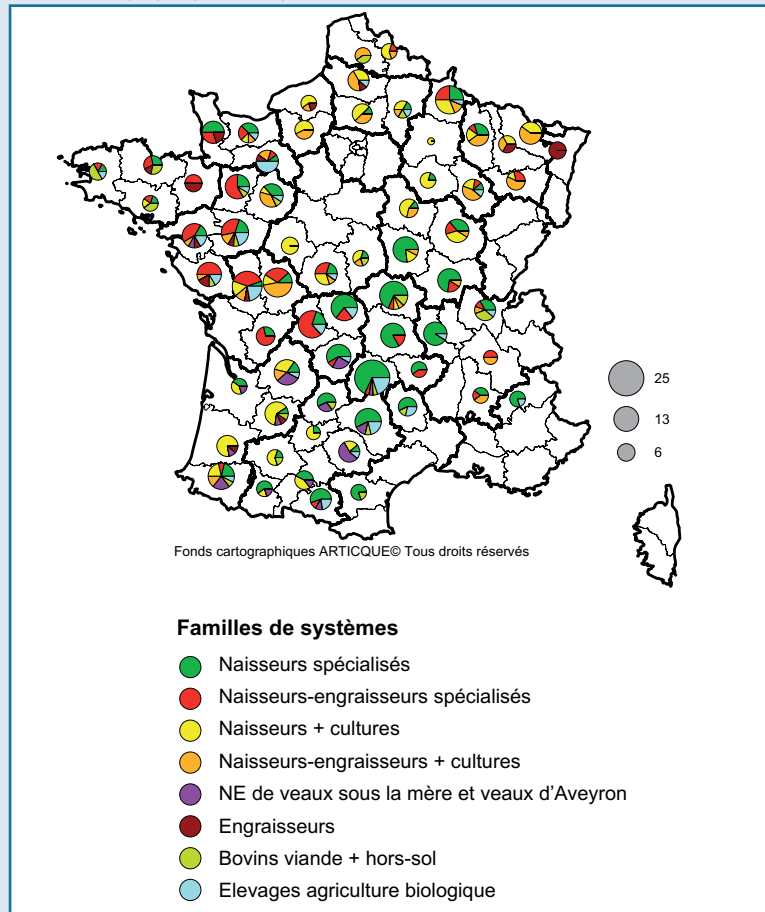 25
13
6
Fonds cartographiques ARTICQUE© Tous droits réservés
Familles de systèmes
Naisseurs spécialisés
Naisseurs-engraisseurs spécialisés
Naisseurs + cultures
Naisseurs-engraisseurs + cultures
NE de veaux sous la mère et veaux d'Aveyron
Engraisseurs
Bovins viande + hors-sol
Elevages agriculture biologique